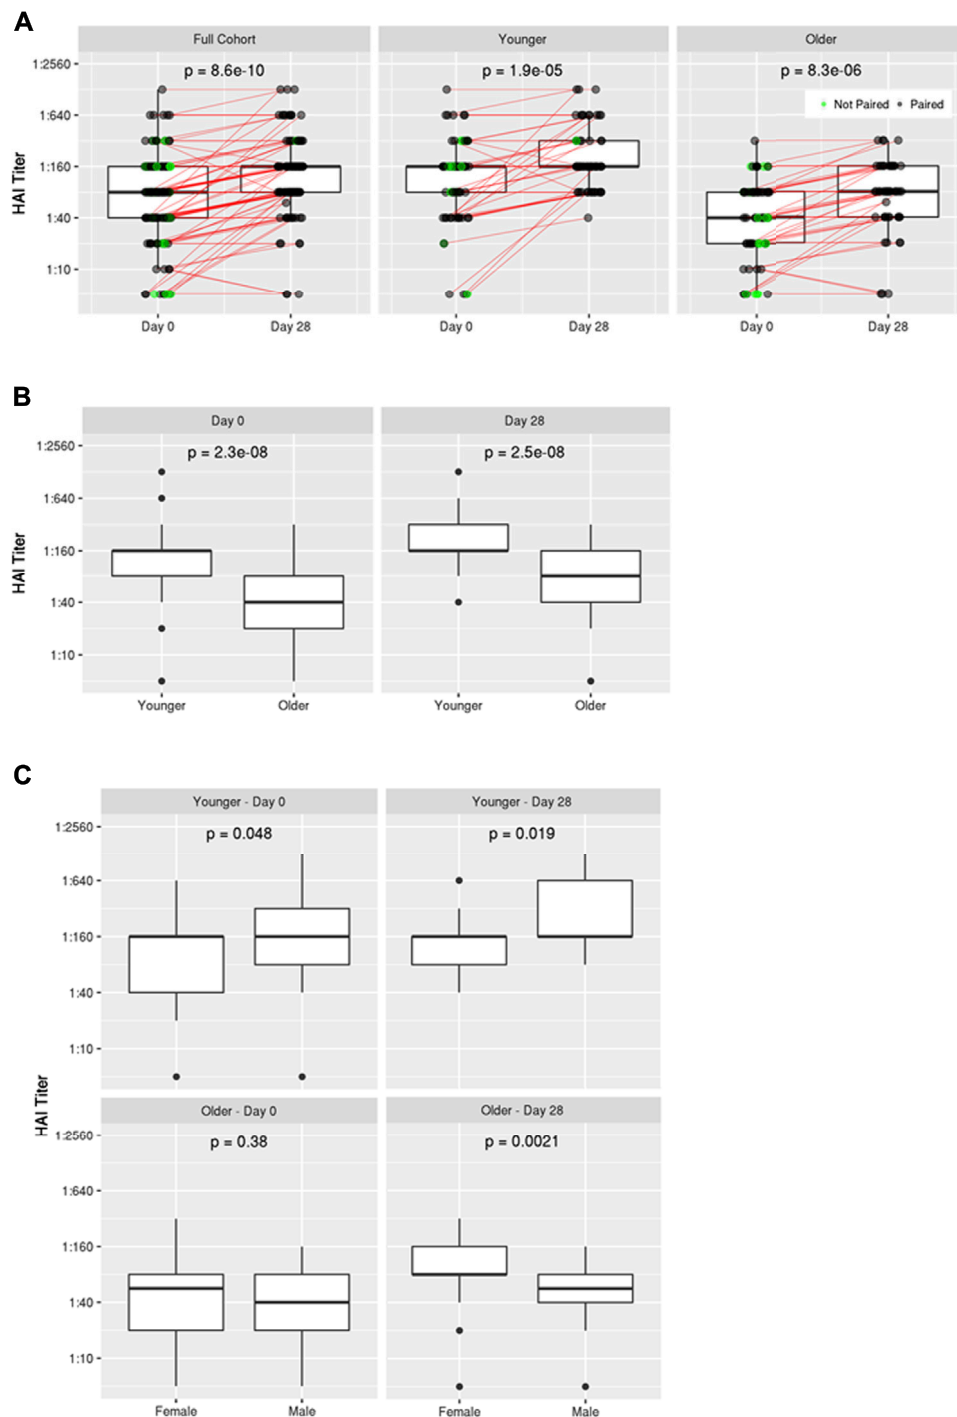 A
Full Cohort Younger Older
1:2560
p = 8.6e-10 p = 1.9e-05 p = 8.3e-06
Not Paired Paired
1:640
1:160
1:40
1:10
HAI Titer
Day 0 Day 28 Day 0 Day 28 Day 0 Day 28
B
Day 0 Day 28
1:2560
p = 2.3e-08 p = 2.5e-08
1:640
1:160
1:40
1:10
HAI Titer
Younger Older Younger Older
C
Younger - Day 0 Younger - Day 28
1:2560
p = 0.048 p = 0.019
1:640
1:160
1:40
1:10
HAI Titer
Older - Day 0 Older - Day 28
1:2560
p = 0.38 p = 0.0021
1:640
1:160
1:40
1:10
Female Male Female Male